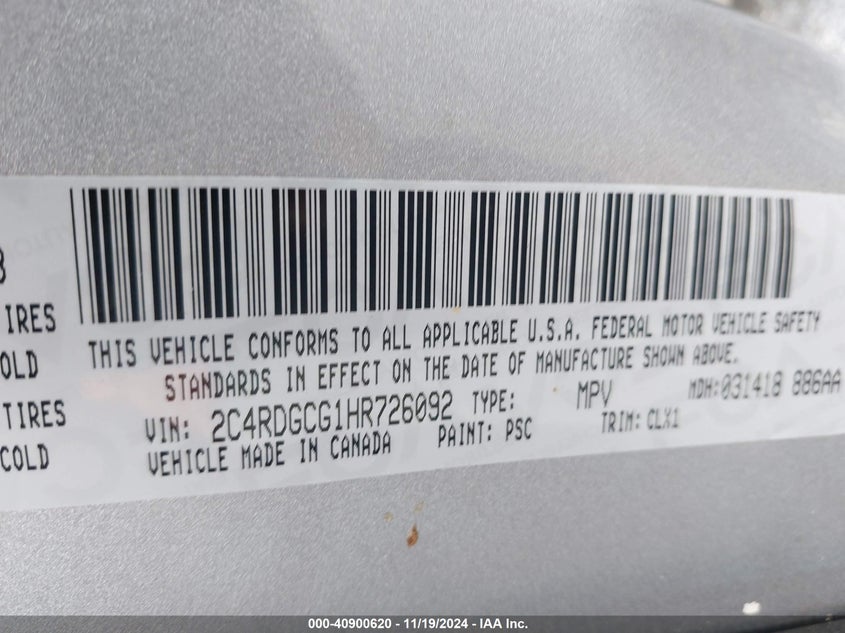 8
IRES
OLD
TIRES
COLD
THIS VEHICLE CONFORMS TO ALL APPLICABLE U.S.A. FEDERAL MOTOR VEHICLE SAFETY
STANDARDS IN EFFECT ON THE DATE OF MANUFACTURE SHOWN ABOVE.
VIN: 2C4RDGCG1HR726092 TYPE: MPV MDH:031418 886AA
VEHICLE MADE IN CANADA PAINT: PSC TRIM: CLX1
000-40900620 - 11/19/2024 - IAA Inc.